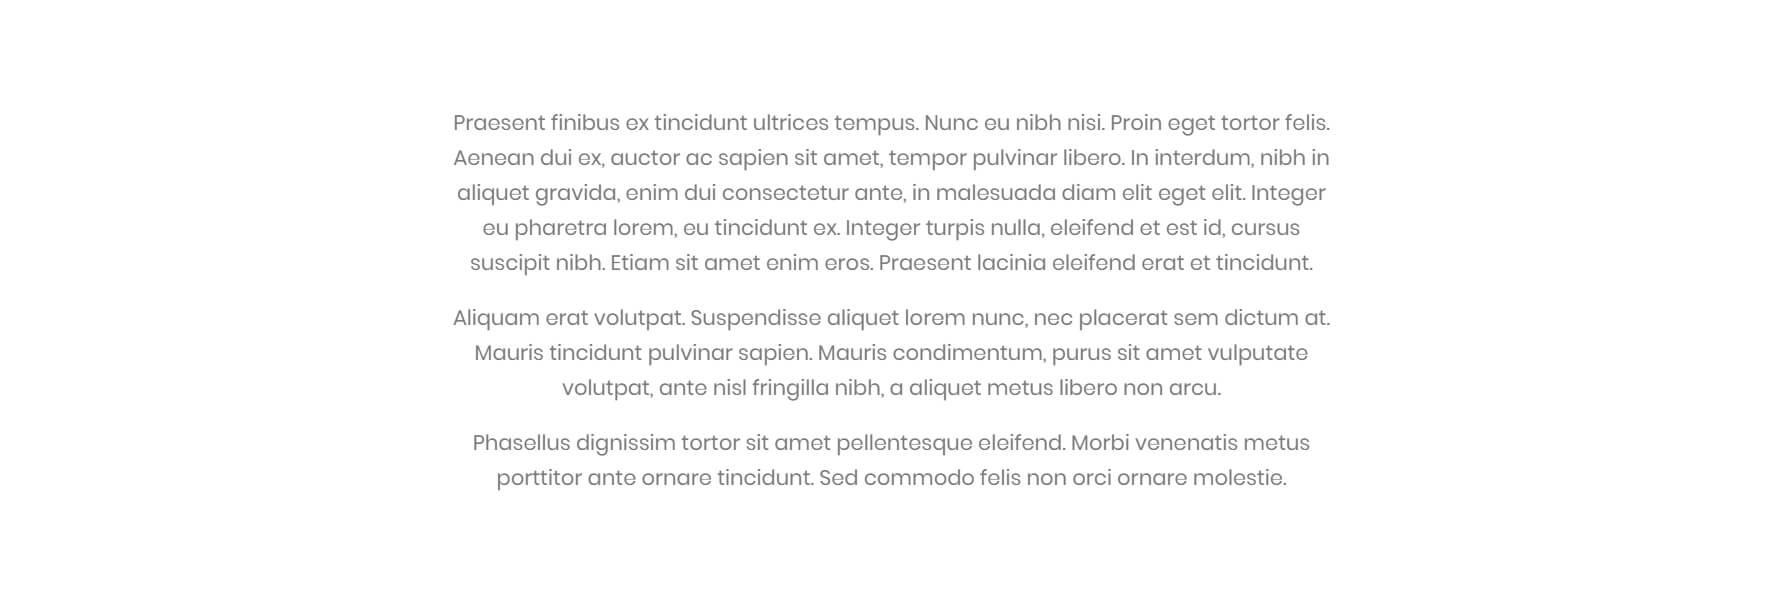 Praesent finibus ex tincidunt ultrices tempus. Nunc eu nibh nisi. Proin eget tortor felis.
Aenean dui ex, auctor ac sapien sit amet, tempor pulvinar libero. In interdum, nibh in
aliquet gravida, enim dui consectetur ante, in malesuada diam elit eget elit. Integer
eu pharetra lorem, eu tincidunt ex. Integer turpis nulla, eleifend et est id, cursus
suscipit nibh. Etiam sit amet enim eros. Praesent lacinia eleifend erat et tincidunt.
Aliquam erat volutpat. Suspendisse aliquet lorem nunc, nec placerat sem dictum at.
Mauris tincidunt pulvinar sapien. Mauris condimentum, purus sit amet vulputate
volutpat, ante nisl fringilla nibh, a aliquet metus libero non arcu.
Phasellus dignissim tortor sit amet pellentesque eleifend. Morbi venenatis metus
porttitor ante ornare tincidunt. Sed commodo felis non orci ornare molestie.